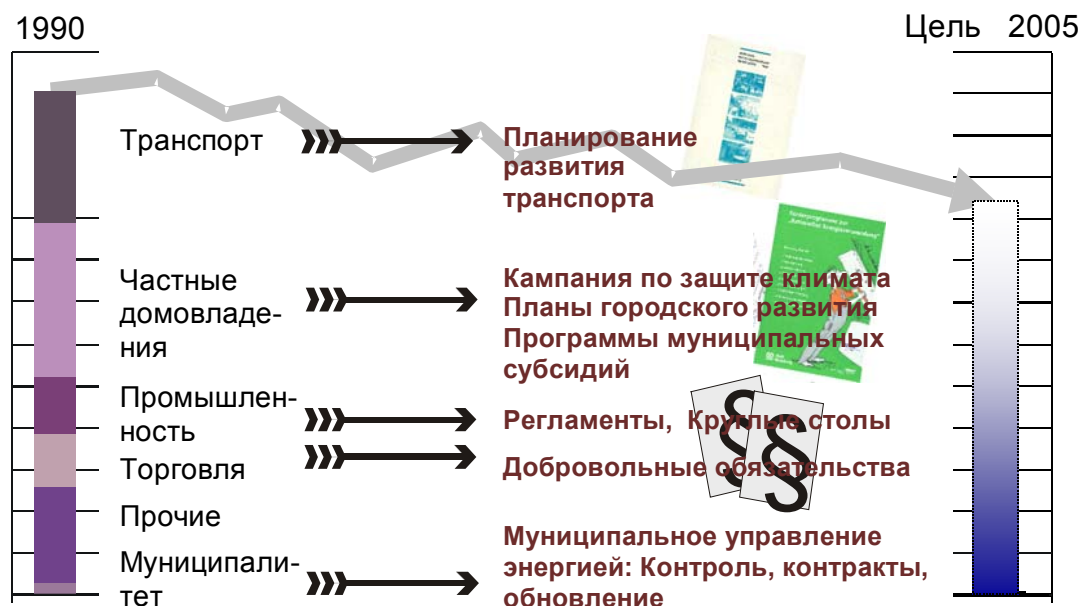 1990
Цель 2005
Транспорт
Планирование
развития
транспорта
Частные
домовладе-
ния
Кампания по защите климата
Планы городского развития
Программы муниципальных
субсидий
Промышлен-
ность
Регламенты, Круглые столы
Торговля
Добровольные обязательства
Прочие
Муниципали-
тет
Муниципальное управление
энергией: Контроль, контракты,
обновление
§
§